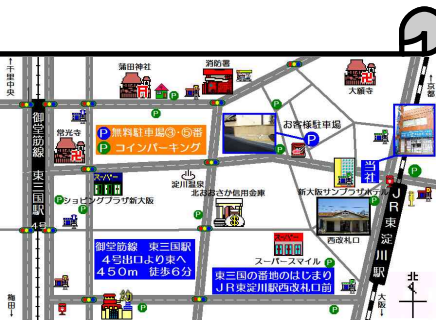 ↑千里中央
蒲田神社
消防署
大願寺
↑京都
御堂筋線 東三国駅
常光寺
無料駐車場③・⑤番
P コインパーキング
お客様駐車場
P
当社
スーパー
ショッピングプラザ新大阪
淀川温泉
北おおさか信用金庫
新大阪サンプラザホテル
JR東淀川駅
4号
西改札口
御堂筋線 東三国駅
4号出口より東へ
450m 徒歩6分
スーパー
スーパースマイル
東三国の番地のはじまり
JR東淀川駅西改札口前
北
梅田↓
大阪↓